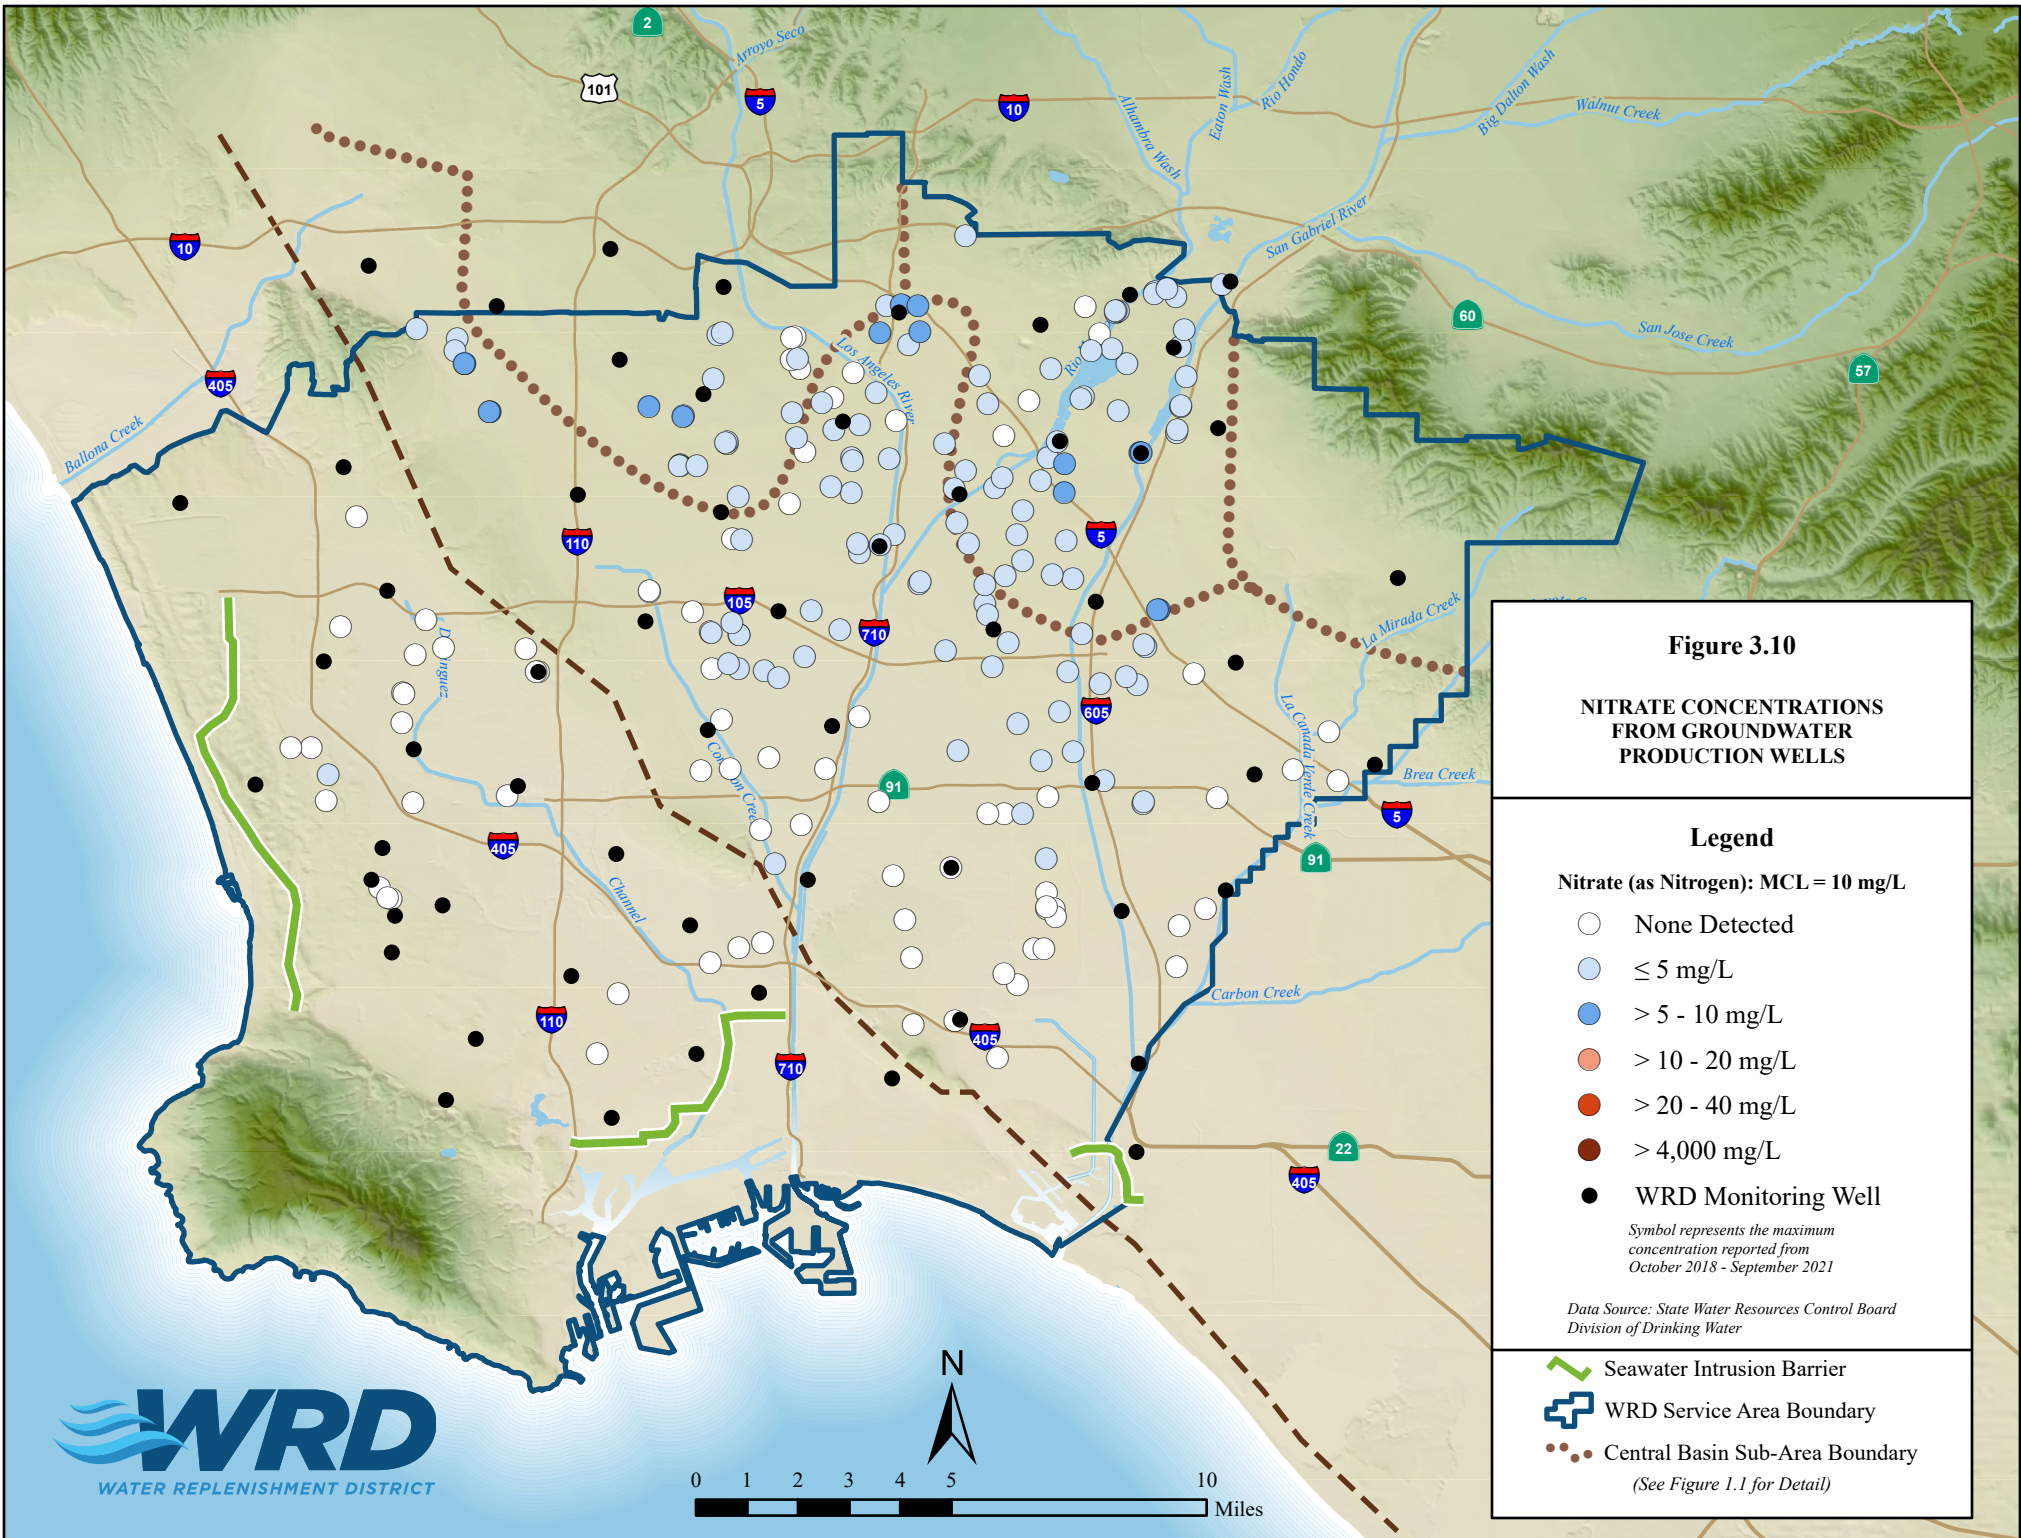 2
101
5
10
Arroyo Seco
Alhambra Wash
Eaton Wash
Rio Hondo
Big Dalton Wash
Walnut Creek
10
San Gabriel River
60
San Jose Creek
57
405
Ballona Creek
Los Angeles River
Rio
110
5
105
710
La Mirada Creek
605
La Canada Verde Creek
Brea Creek
91
5
91
405
Channel
Carbon Creek
110
405
710
22
405
Figure 3.10
NITRATE CONCENTRATIONS
FROM GROUNDWATER
PRODUCTION WELLS
Legend
Nitrate (as Nitrogen): MCL = 10 mg/L
None Detected
≤ 5 mg/L
> 5 - 10 mg/L
> 10 - 20 mg/L
> 20 - 40 mg/L
> 4,000 mg/L
WRD Monitoring Well
Symbol represents the maximum
concentration reported from
October 2018 - September 2021
Data Source: State Water Resources Control Board
Division of Drinking Water
Seawater Intrusion Barrier
WRD Service Area Boundary
Central Basin Sub-Area Boundary
(See Figure 1.1 for Detail)
WRD
WATER REPLENISHMENT DISTRICT
N
0 1 2 3 4 5 10
Miles